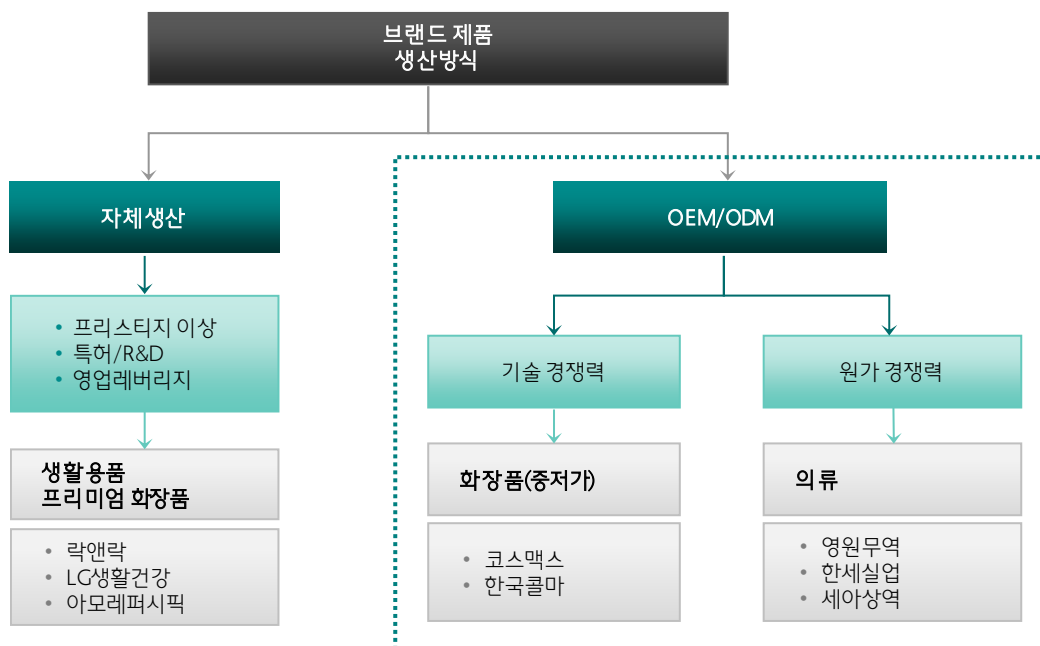 브랜드 제품
생산방식
자체생산
OEM/ODM
• 프리스티지 이상
• 특허/R&D
• 영업레버리지
기술 경쟁력
원가 경쟁력
생활용품
프리미엄 화장품
화장품(중저가)
의류
• 락앤락
• LG생활건강
• 아모레퍼시픽
• 코스맥스
• 한국콜마
• 영원무역
• 한세실업
• 세아상역